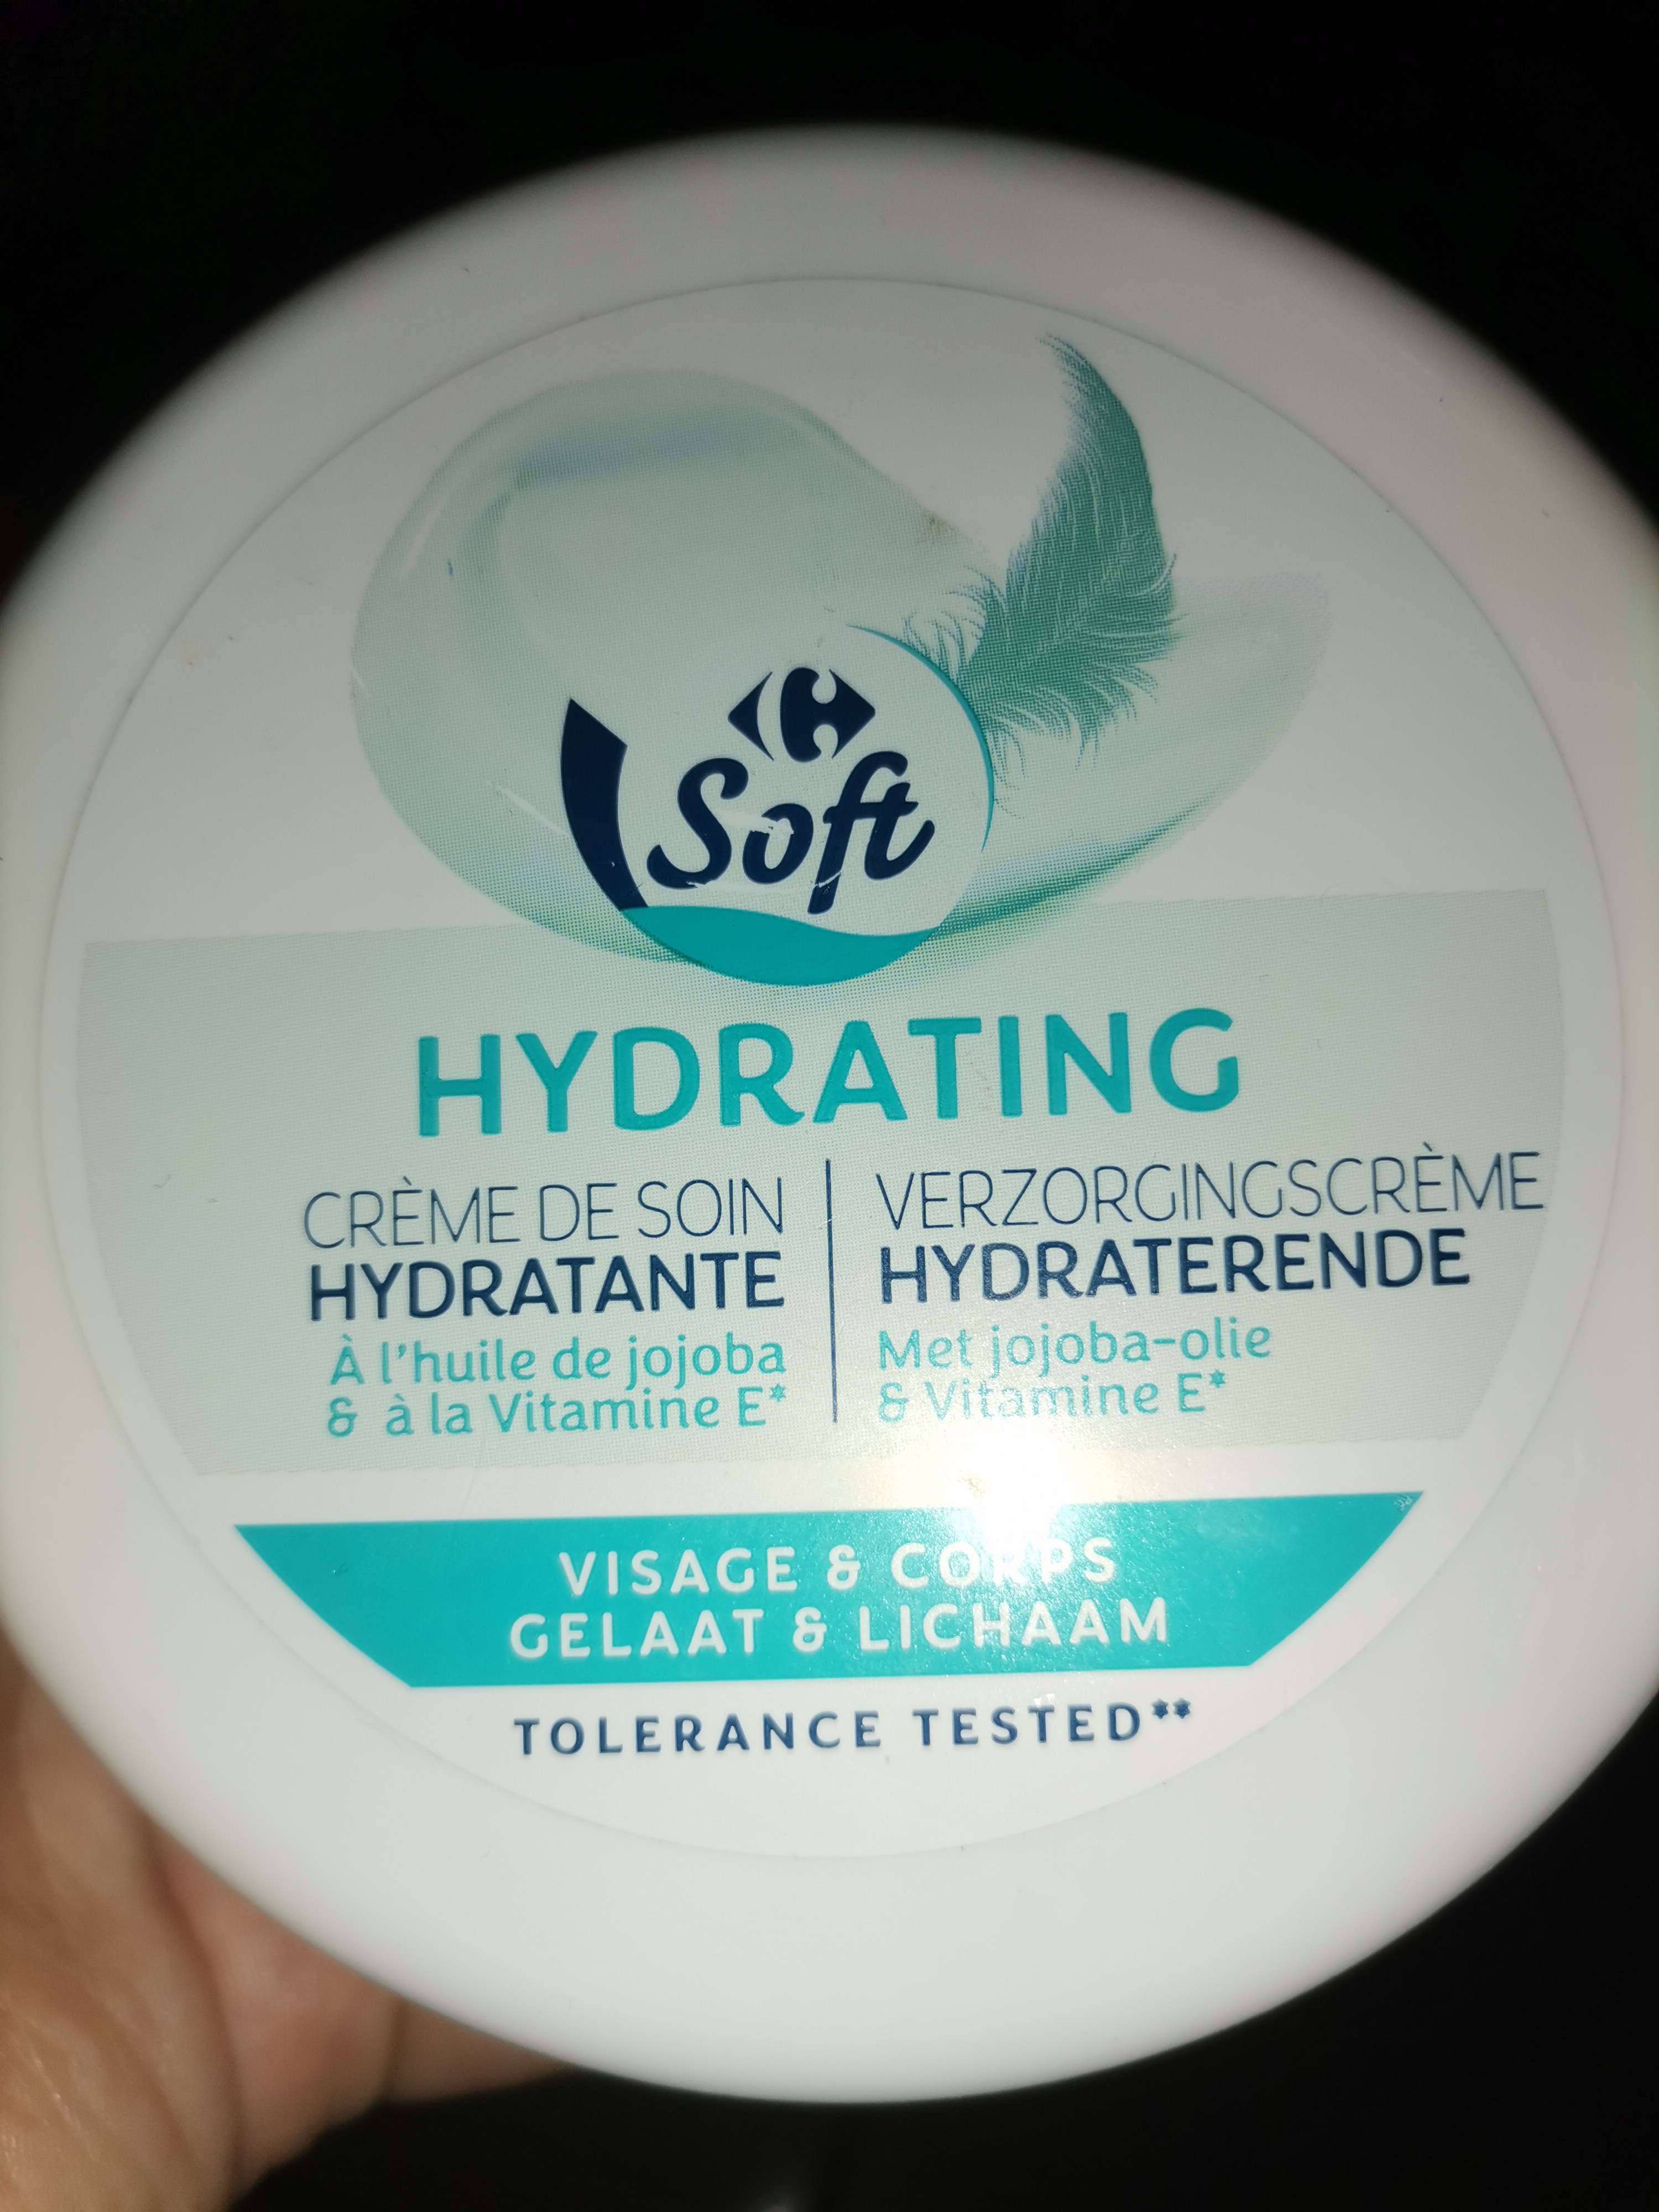 Soft
HYDRATING
CRÈME DE SOIN
HYDRATANTE
À l'huile de jojoba
& à la Vitamine E*
VERZORGINGSCRÈME
HYDRATERENDE
Met jojoba-olie
& Vitamine E*
VISAGE & CORPS
GELAAT & LICHAAM
TOLERANCE TESTED**